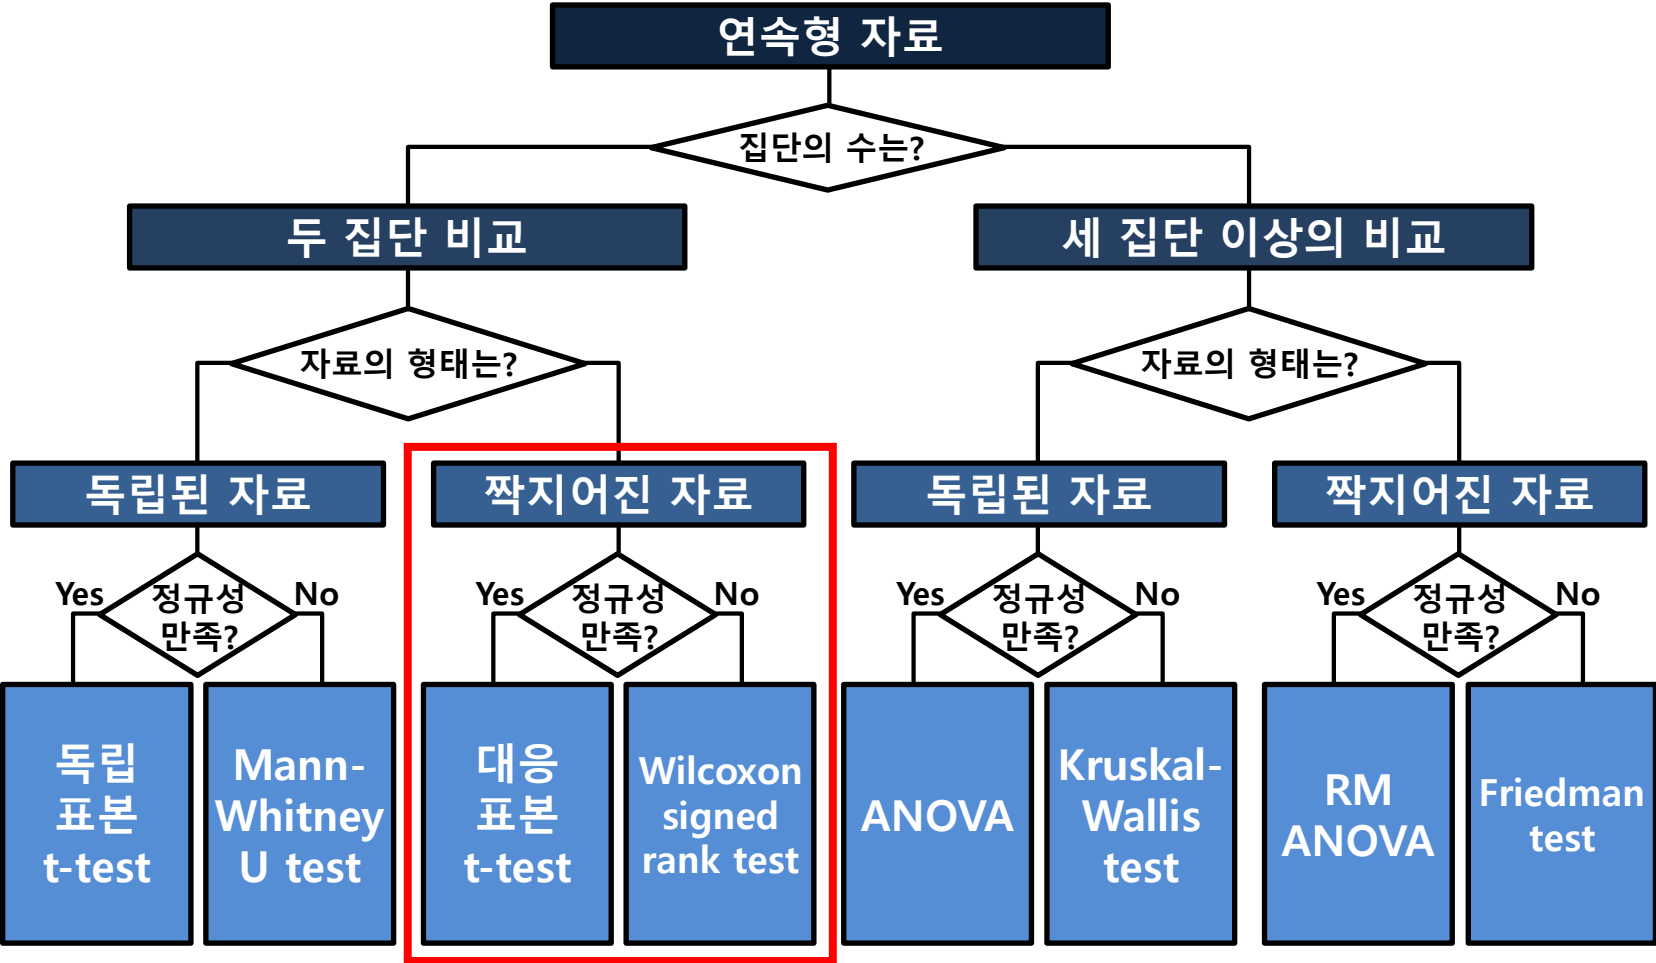 연속형 자료
집단의 수는?
두 집단 비교
세 집단 이상의 비교
자료의 형태는?
자료의 형태는?
독립된 자료
짝지어진 자료
독립된 자료
짝지어진 자료
Yes
정규성
만족?
No
Yes
정규성
만족?
No
Yes
정규성
만족?
No
Yes
정규성
만족?
No
독립
표본
t-test
Mann-
Whitney
U test
대응
표본
t-test
Wilcoxon
signed
rank test
ANOVA
Kruskal-
Wallis
test
RM
ANOVA
Friedman
test